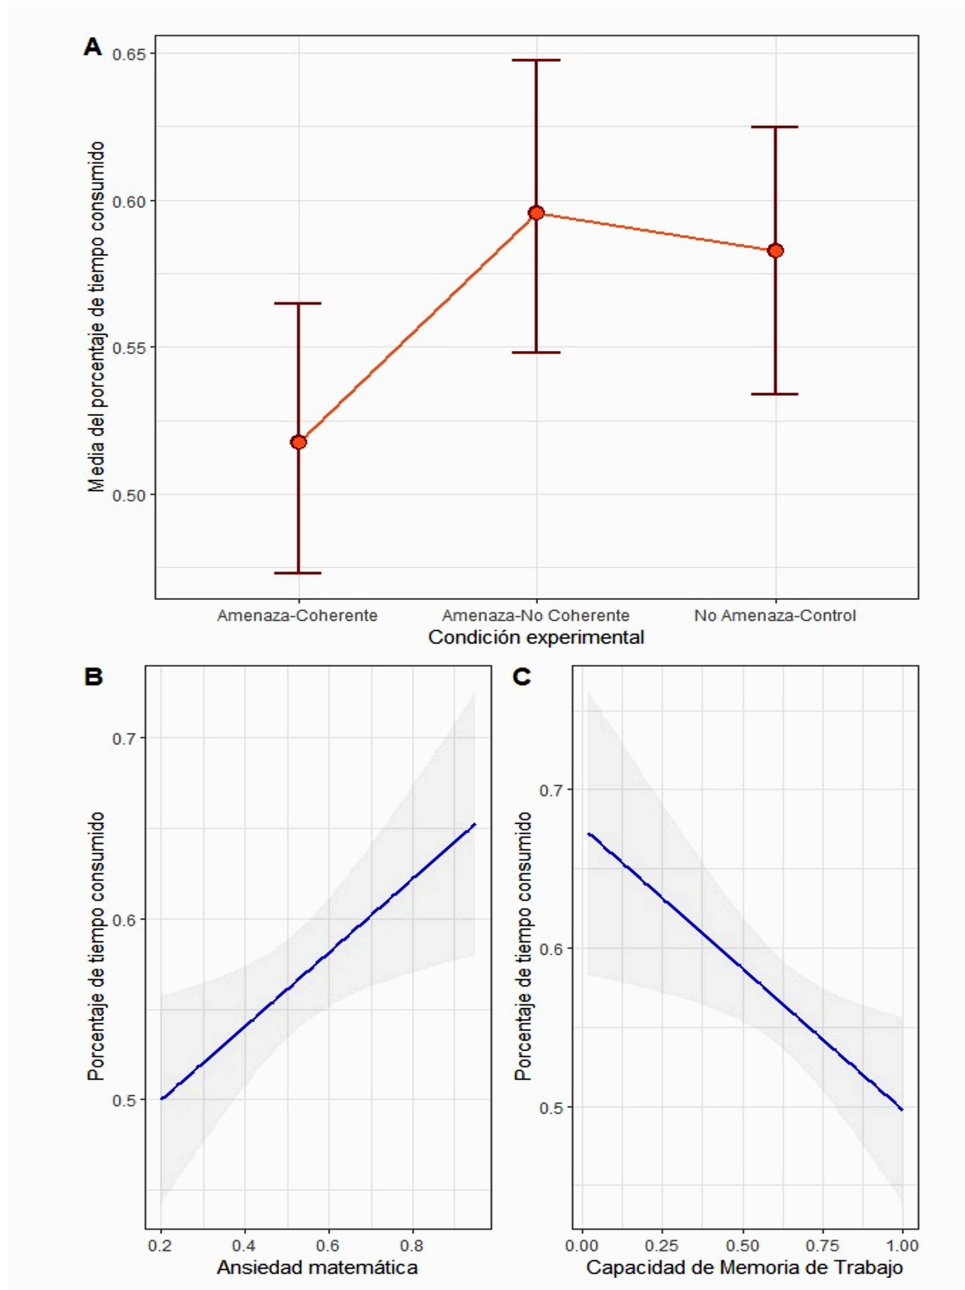 A
0.65
0.60
0.55
0.50
Media del porcentaje de tiempo consumido
Amenaza-Coherente
Amenaza-No Coherente
No Amenaza-Control
Condición experimental
B
0.7
0.6
0.5
Porcentaje de tiempo consumido
0.2
0.4
0.6
0.8
Ansiedad matemática
C
0.7
0.6
0.5
Porcentaje de tiempo consumido
0.00
0.25
0.50
0.75
1.00
Capacidad de Memoria de Trabajo